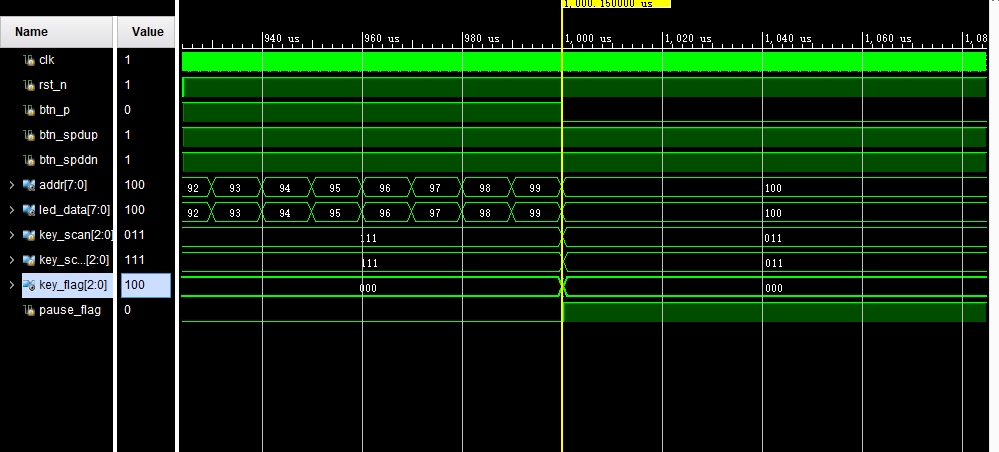 1,000.150000 us
Name Value
940 us 960 us 980 us 1,000 us 1,020 us 1,040 us 1,060 us 1,08
clk 1
rst_n 1
btn_p 0
btn_spdup 1
btn_spddn 1
addr[7:0] 100 92 93 94 95 96 97 98 99 100
led_data[7:0] 100 92 93 94 95 96 97 98 99 100
key_scan[2:0] 011 111 011
key_sc...[2:0] 111 111 011
key_flag[2:0] 100 000 000
pause_flag 0